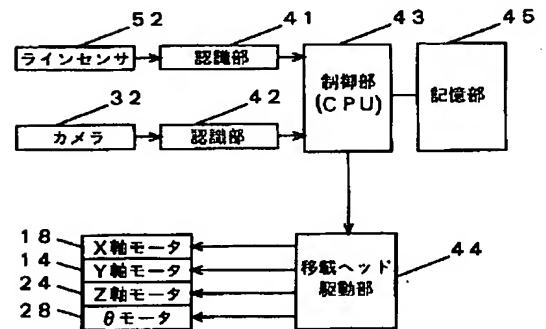 52
41
43
45
ラインセンサ
認識部
制御部
(CPU)
記憶部
32
42
カメラ
認識部
18
X軸モータ
14
Y軸モータ
24
Z軸モータ
28
θモータ
移載ヘッド
駆動部
44